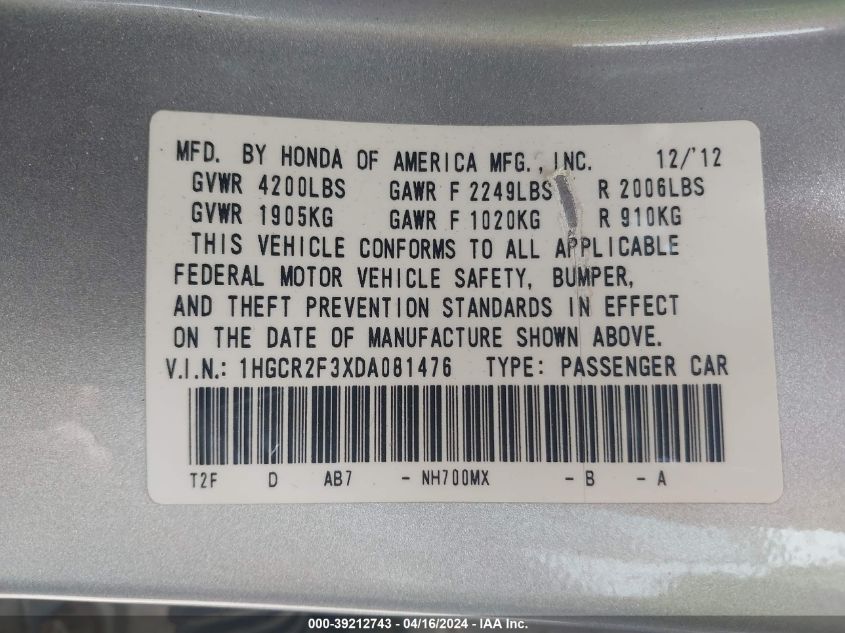 MFD. BY HONDA OF AMERICA MFG., INC. 12/'12
GVWR 4200LBS GAWR F 2249LBS R 2006LBS
GVWR 1905KG GAWR F 1020KG R 910KG
THIS VEHICLE CONFORMS TO ALL APPLICABLE
FEDERAL MOTOR VEHICLE SAFETY, BUMPER,
AND THEFT PREVENTION STANDARDS IN EFFECT
ON THE DATE OF MANUFACTURE SHOWN ABOVE.
V.I.N.: 1HGCR2F3XDA081476 TYPE: PASSENGER CAR
T2F D AB7 - NH700MX - B - A
000-39212743 - 04/16/2024 - IAA Inc.